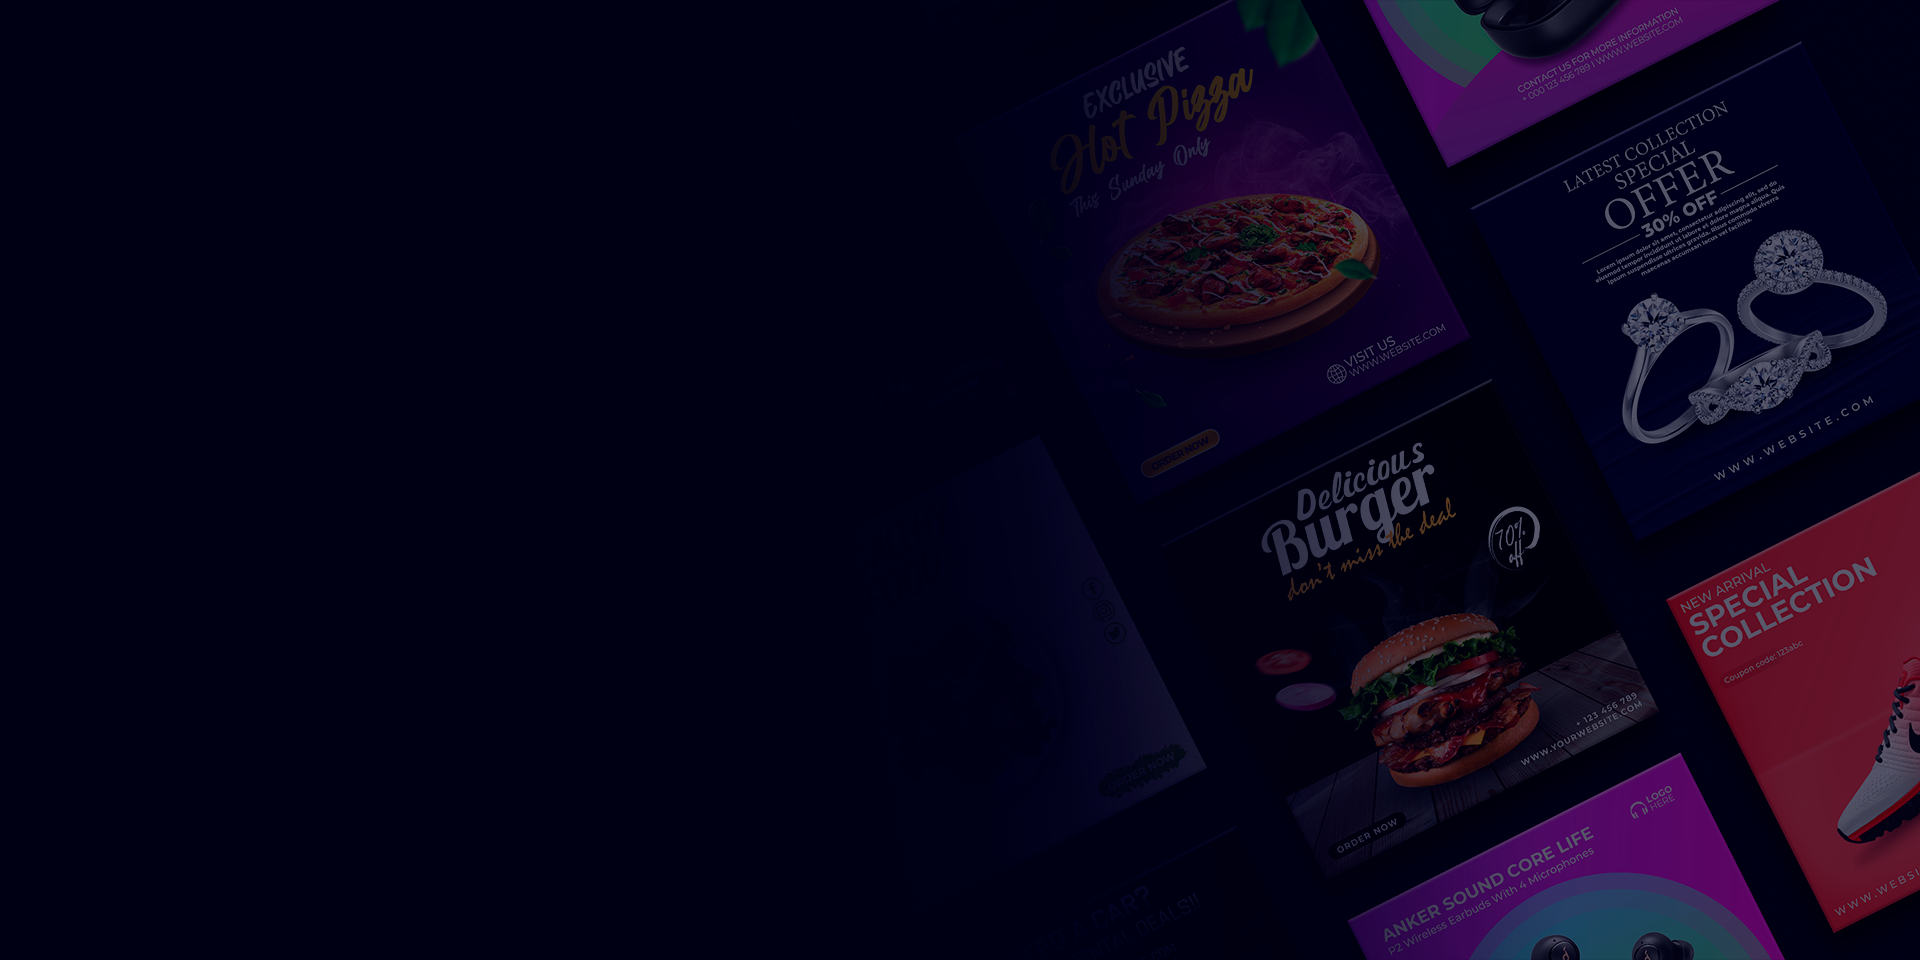 EXCLUSIVE
Hot Pizza
This Sunday Only
VISIT US
WWW.WEBSITE.COM
ORDER NOW
CONTACT US FOR MORE INFORMATION
+ 000 123 456 789 | WWW.WEBSITE.COM
LATEST COLLECTION
SPECIAL
OFFER
30% OFF
Lorem ipsum dolor sit amet, consectetur adipiscing elit, sed do
eiusmod tempor incididunt ut labore et dolore magna aliqua. Quis
ipsum suspendisse ultrices gravida. Risus commodo viverra
maecenas accumsan lacus vel facilisis.
WWW.WEBSITE.COM
Delicious
Burger
don't miss the deal
70%
off
+ 123 456 789
WWW.YOURWEBSITE.COM
ORDER NOW
ORDER NOW
NEW ARRIVAL
SPECIAL
COLLECTION
Coupon code: 123abc
WWW.WEBSI
LOGO
HERE
ANKER SOUND CORE LIFE
P2 Wireless Earbuds With 4 Microphones
CAR?
DEALS!!